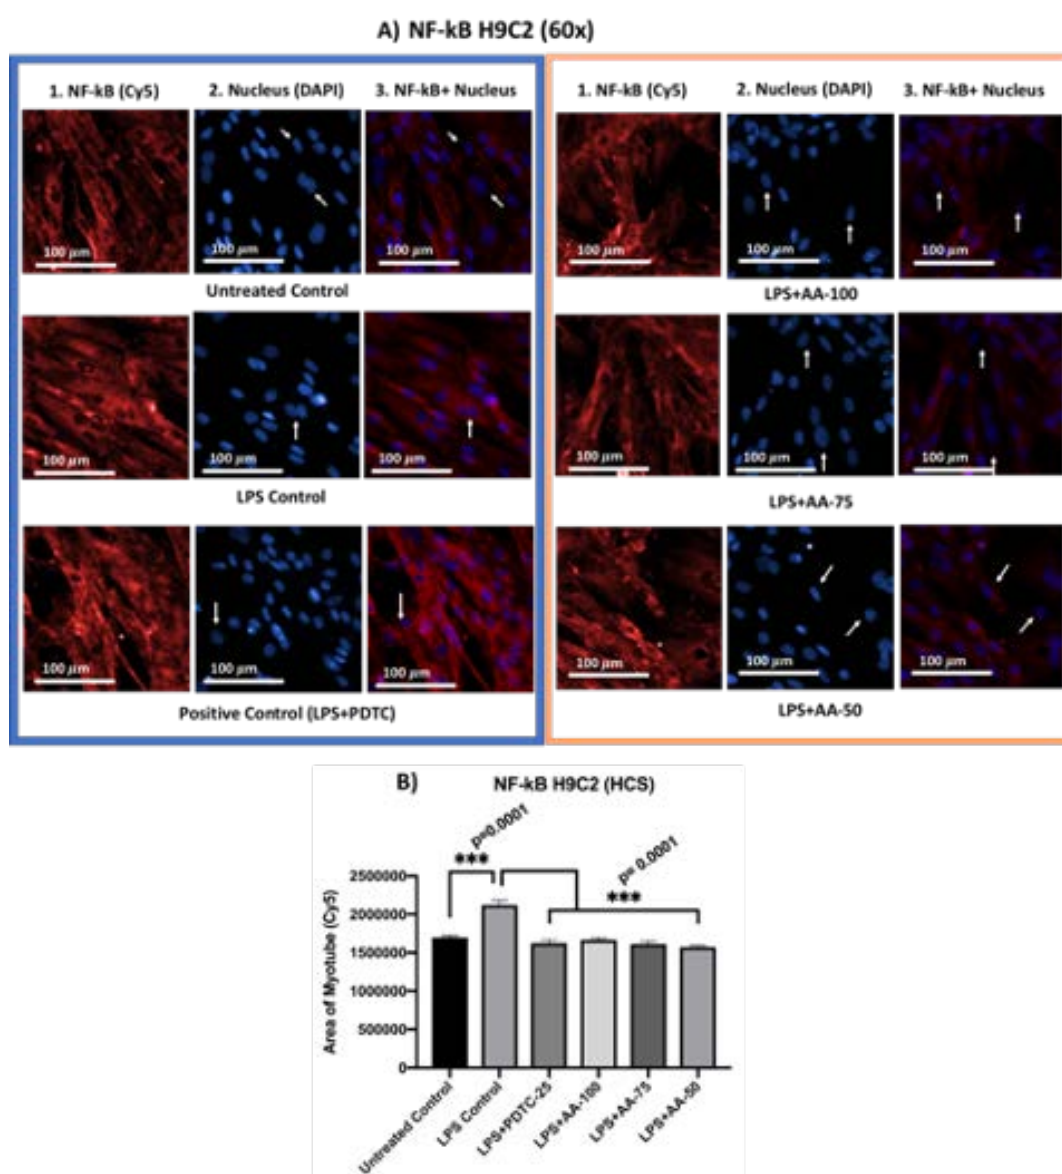 A) NF-kB H9C2 (60x)
1. NF-kB (Cy5) 2. Nucleus (DAPI) 3. NF-kB+ Nucleus
100 μm 100 μm 100 μm
Untreated Control
100 μm 100 μm 100 μm
LPS Control
100 μm 100 μm 100 μm
Positive Control (LPS+PDTC)
1. NF-kB (Cy5) 2. Nucleus (DAPI) 3. NF-kB+ Nucleus
100 μm 100 μm 100 μm
LPS+AA-100
100 μm 100 μm 100 μm
LPS+AA-75
100 μm 100 μm 100 μm
LPS+AA-50
B) NF-kB H9C2 (HCS)
p=0.0001
p= 0.0001
***
***
Area of Myotube (Cy5)
2500000
2000000
1500000
1000000
500000
0
Untreated Control
LPS Control
LPS+PDTC-25
LPS+AA-100
LPS+AA-75
LPS+AA-50